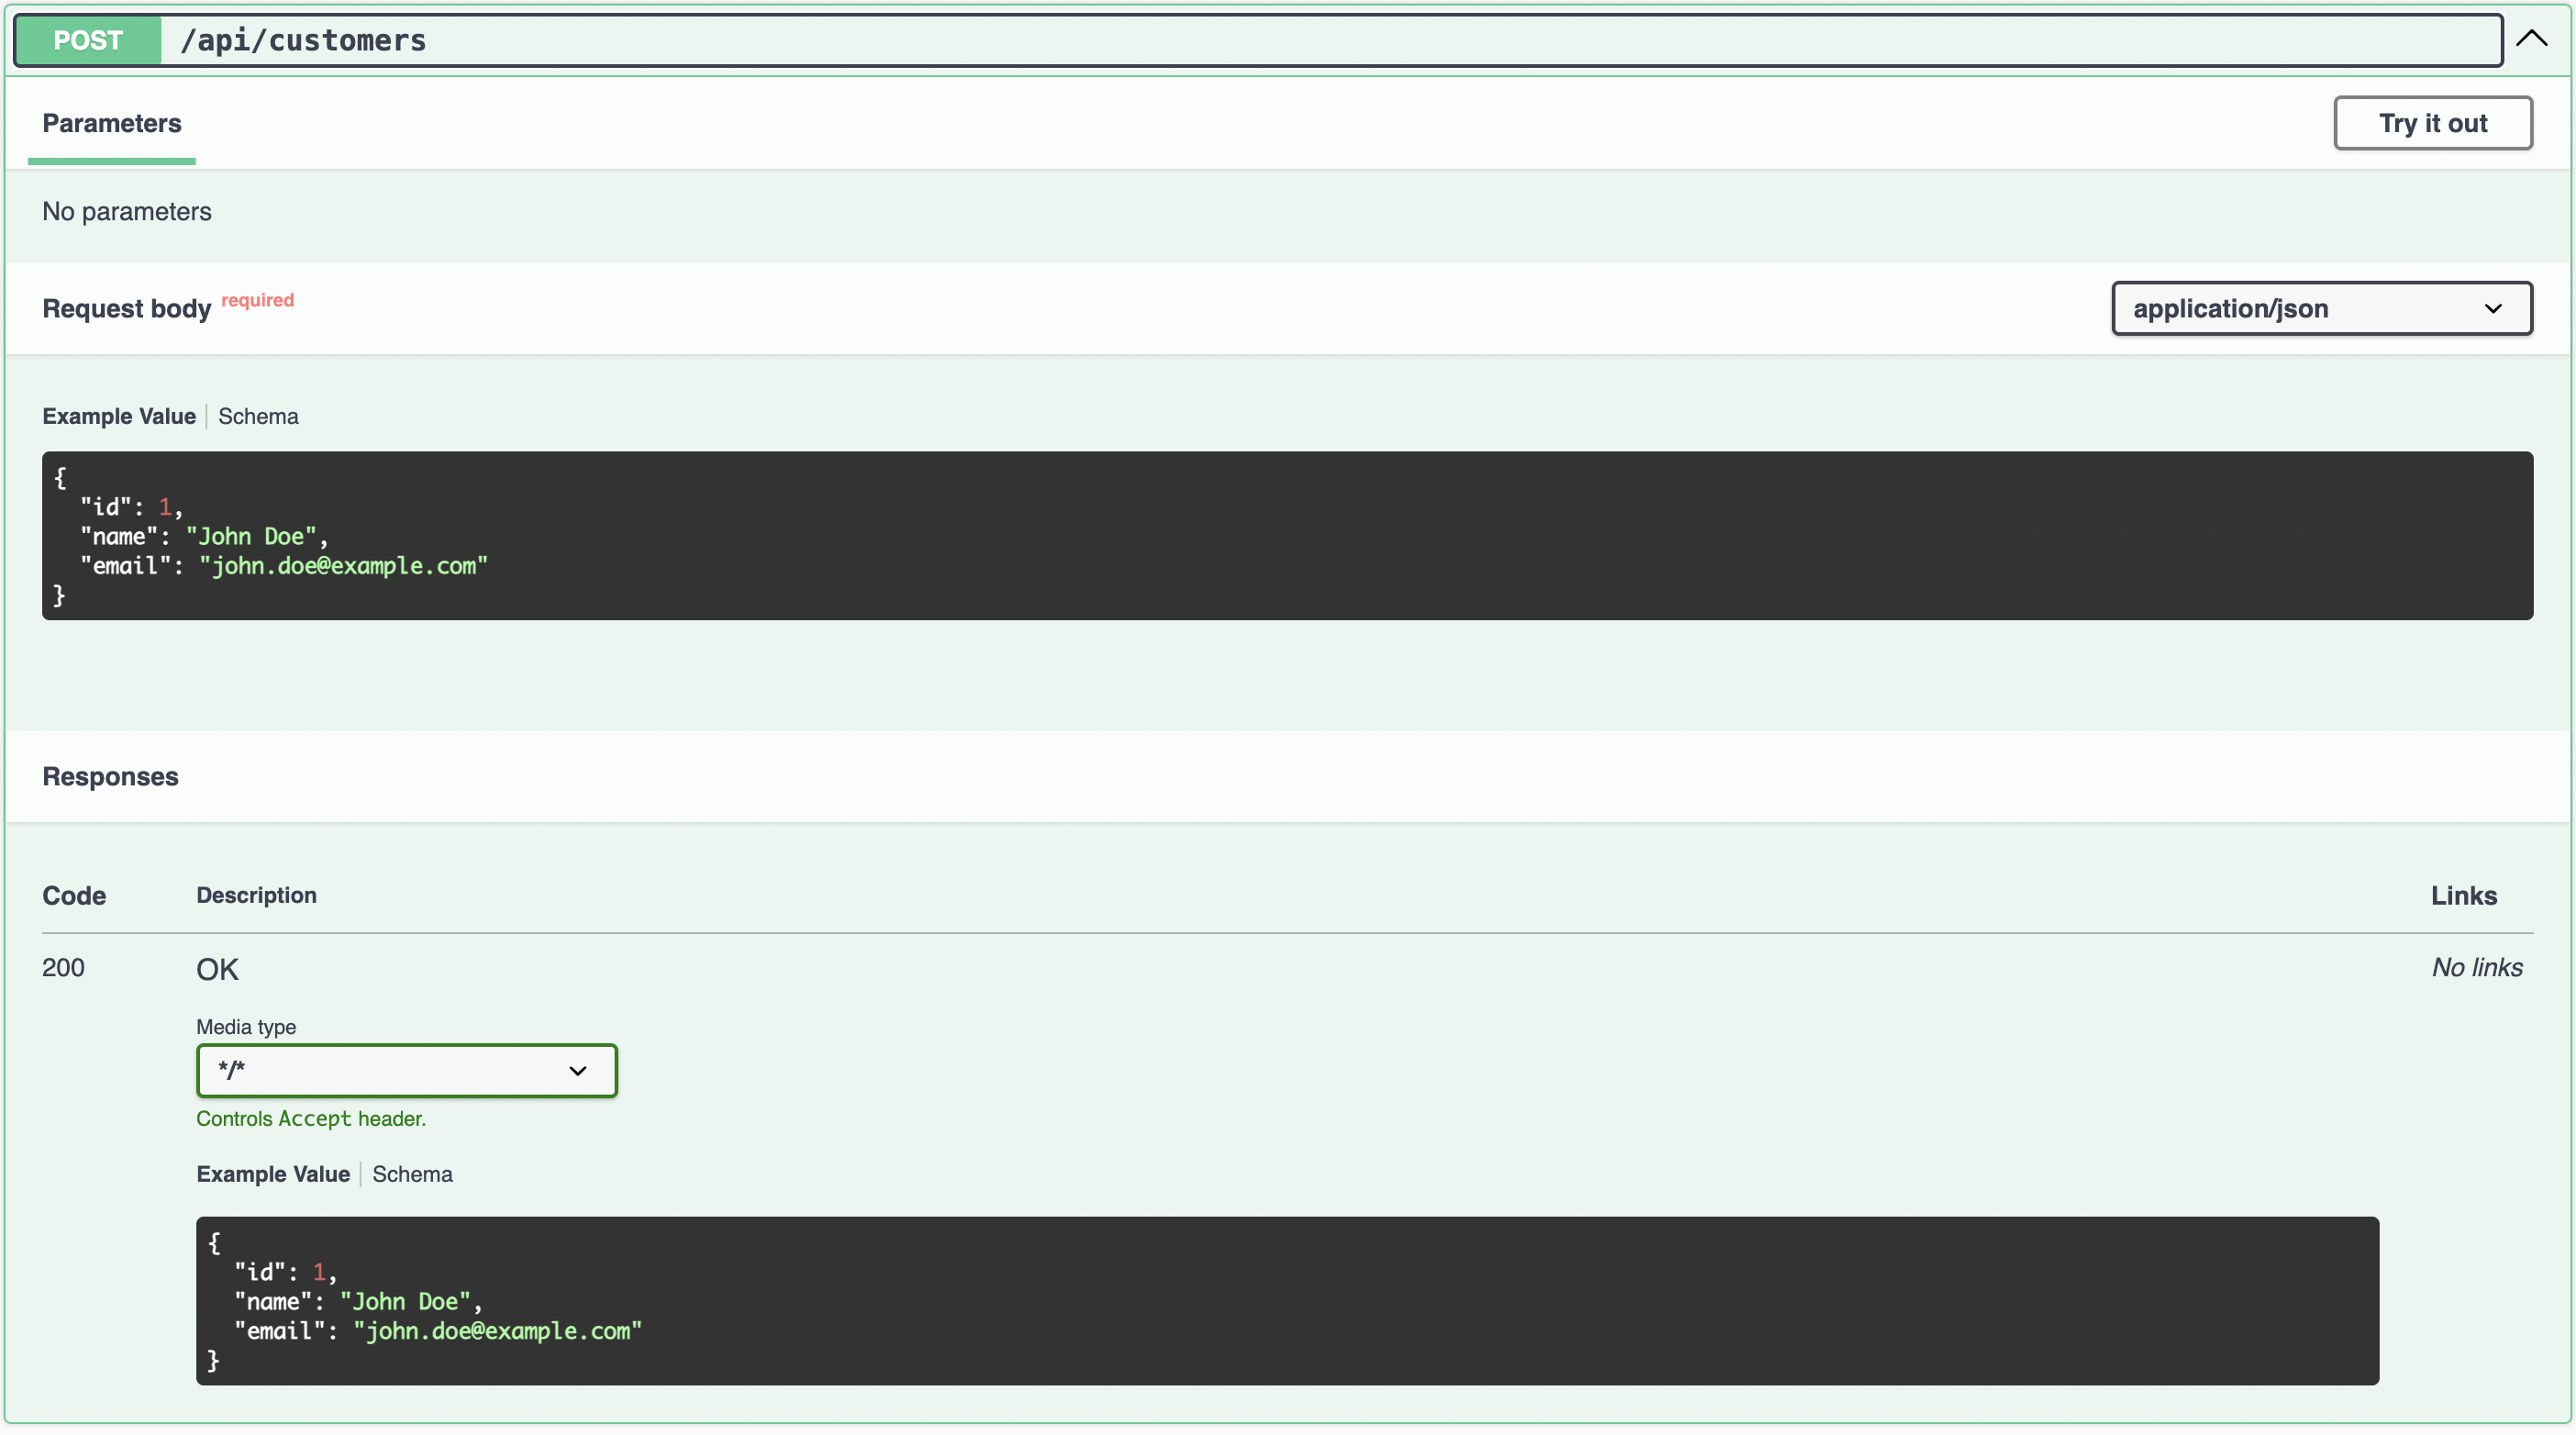 POST /api/customers
Parameters
Try it out
No parameters
Request body required
application/json
Example Value Schema
{
  "id": 1,
  "name": "John Doe",
  "email": "john.doe@example.com"
}
Responses
Code Description Links
200 OK No links
Media type
*/*
Controls Accept header.
Example Value Schema
{
  "id": 1,
  "name": "John Doe",
  "email": "john.doe@example.com"
}